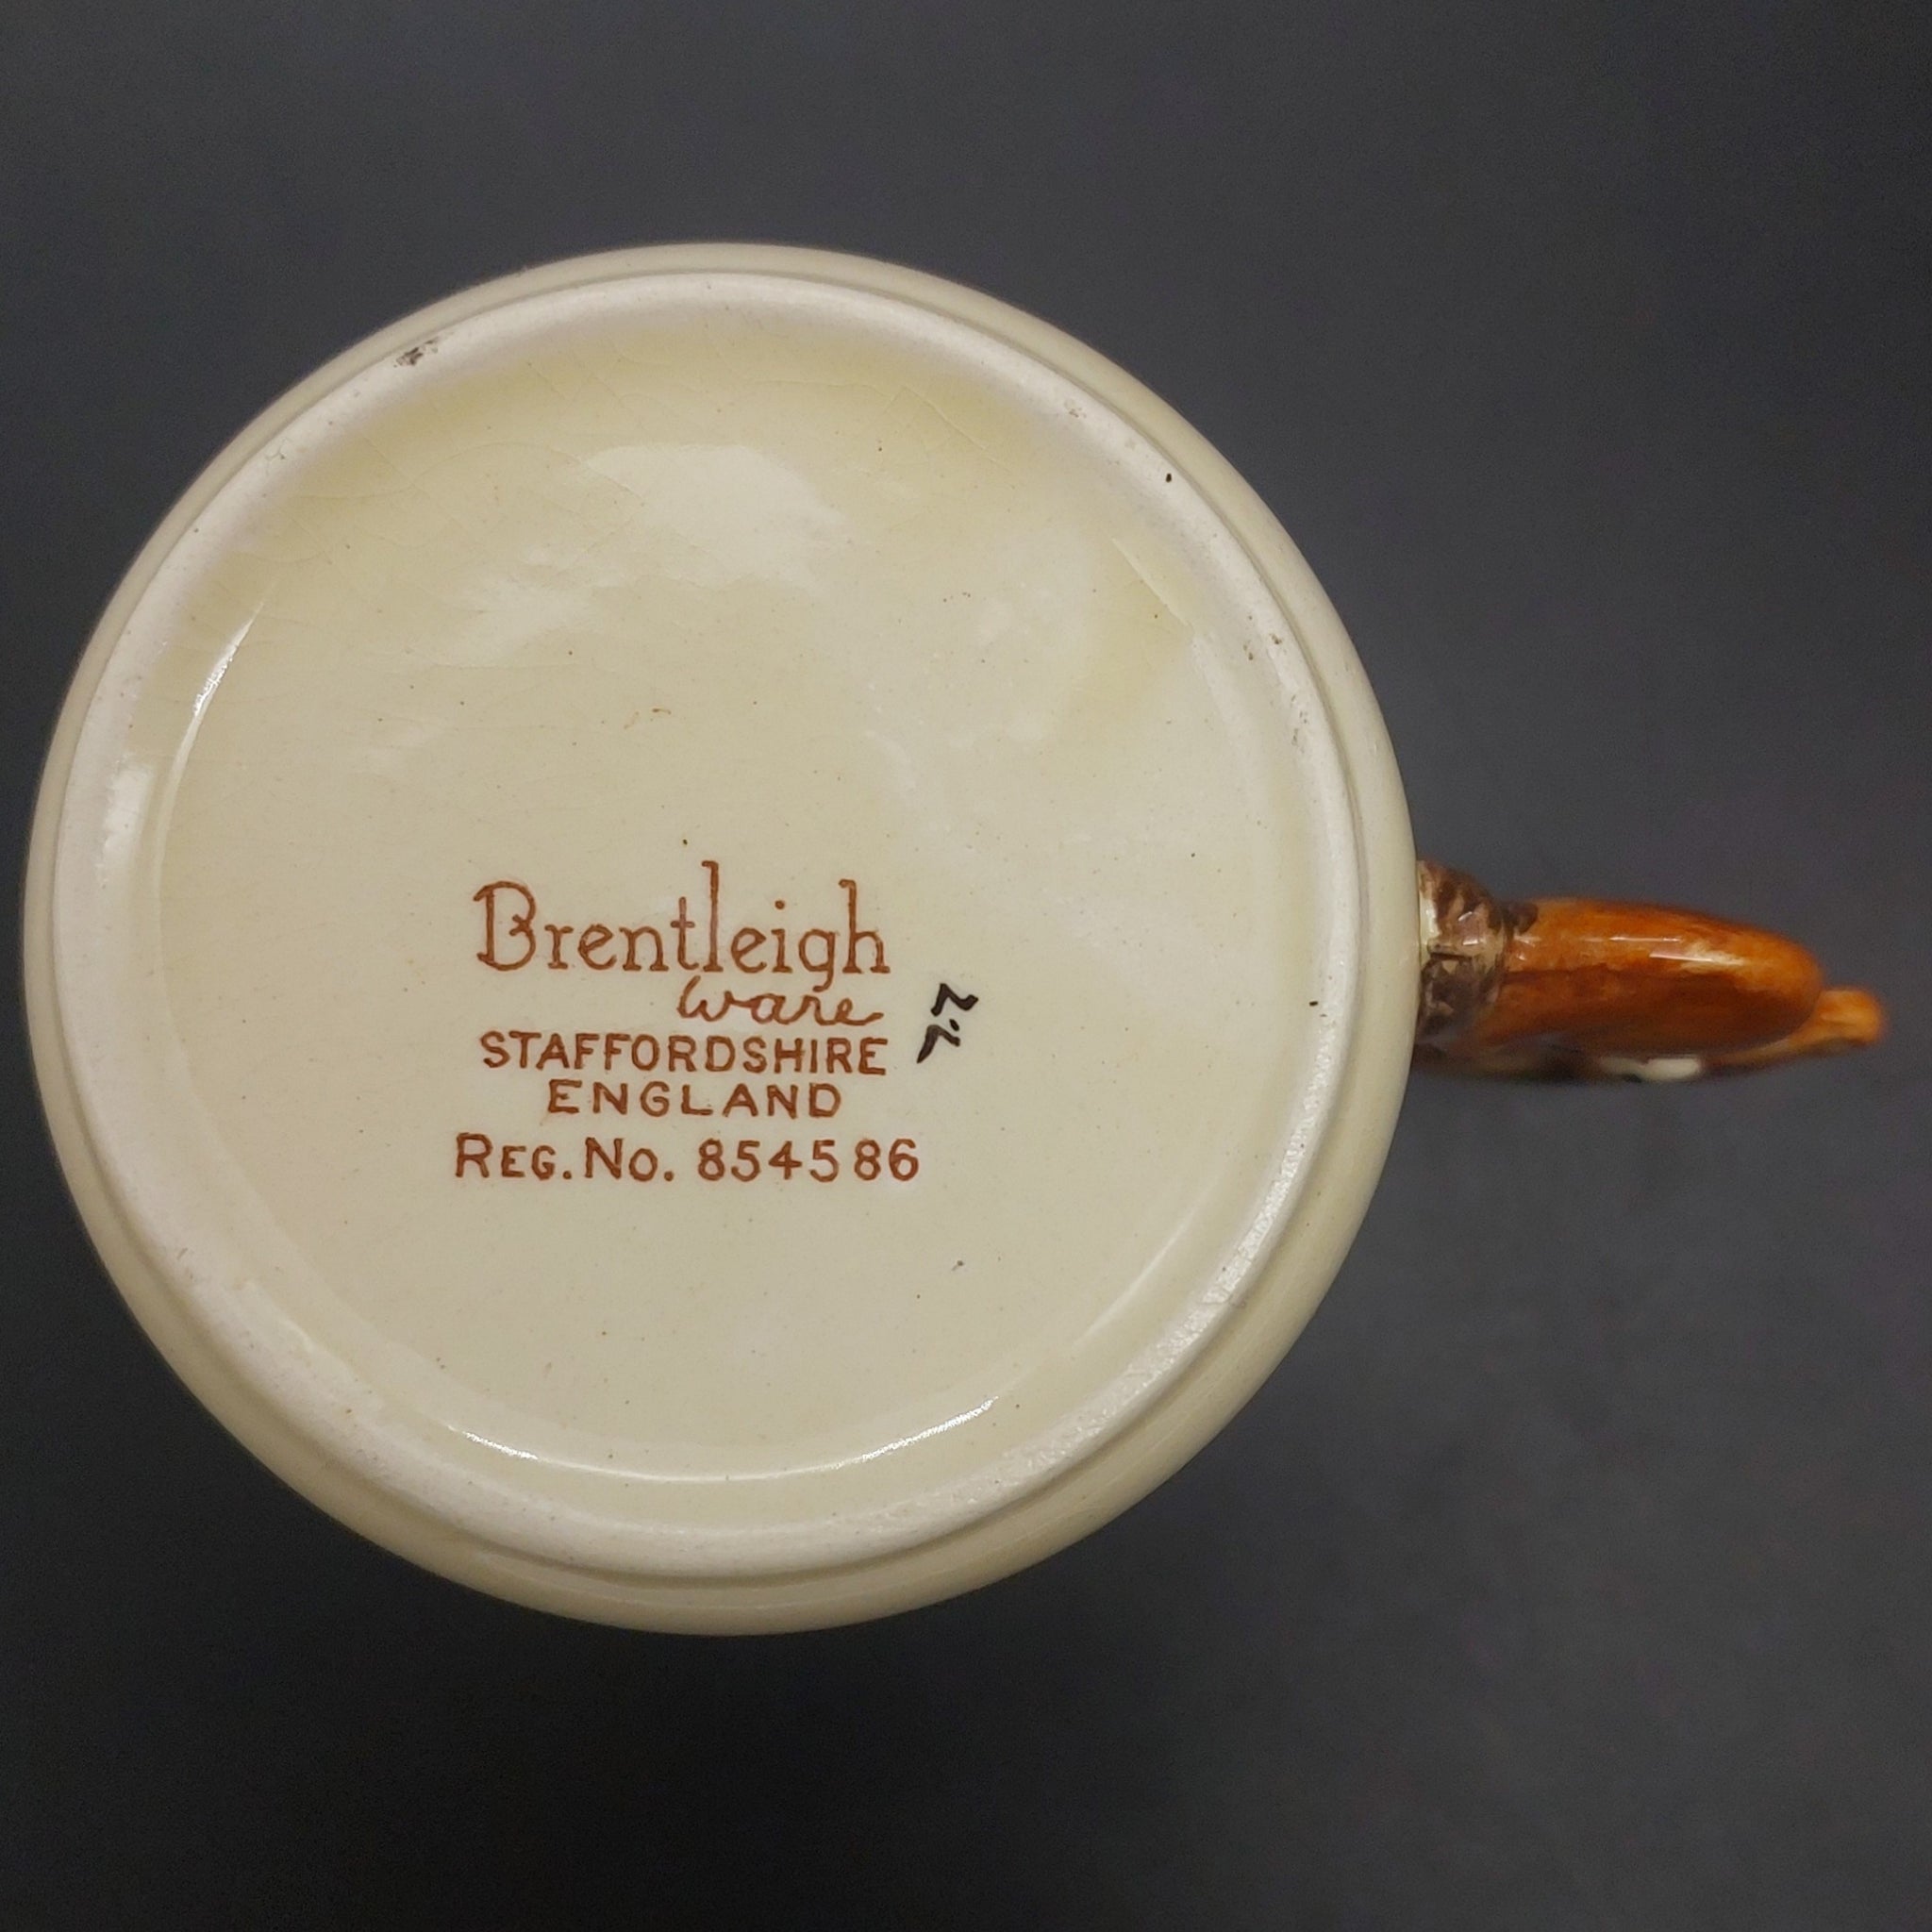 Brentleigh
ware
STAFFORDSHIRE
ENGLAND
REG. No. 854586